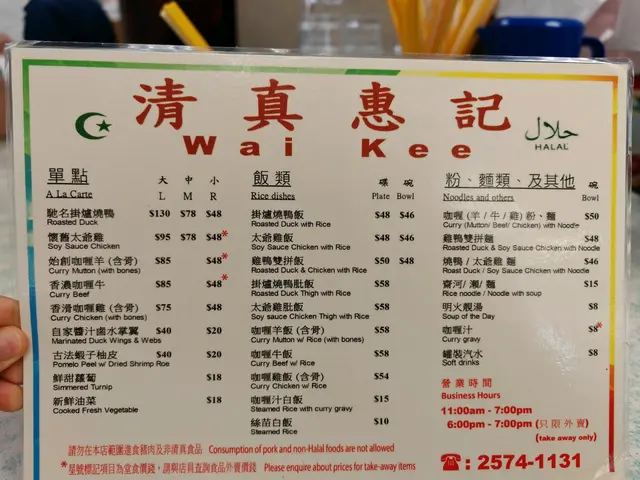 清真惠記
Wai Kee
حلال
HALAL
單點 大 中 小
A La Carte L M R
馳名掛爐燒鴨 $130 $78 $48
Roasted Duck
懷舊太爺雞 $95 $78 $48*
Soy Sauce Chicken
始創咖喱羊(含骨) $85 $48*
Curry Mutton (with bones)
香濃咖喱牛 $85 $48*
Curry Beef
香滑咖喱雞 (含骨) $75 $48
Curry Chicken (with bones)
自家醬汁鹵水掌翼 $40 $20
Marinated Duck Wings & Webs
古法蝦子柚皮 $40 $20
Pomelo Peel w/ Dried Shrimp Roe
鮮甜蘿蔔 $18
Simmered Turnip
新鮮油菜 $18
Cooked Fresh Vegetable
飯類 碟 碗
Rice dishes Plate Bowl
掛爐燒鴨飯 $48 $46
Roasted Duck with Rice
太爺雞飯 $48 $46
Soy Sauce Chicken with Rice
雞鴨雙拼飯 $50 $48
Roasted Duck & Chicken with Rice
掛爐燒鴨肶飯 $58
Roasted Duck Thigh with Rice
太爺雞肶飯 $58
Soy sauce Chicken Thigh with Rice
咖喱羊飯 (含骨) $58
Curry Mutton w/ Rice (with bones)
咖喱牛飯 $58
Curry Beef w/ Rice
咖喱雞飯 (含骨) $54
Curry Chicken w/ Rice
咖喱汁白飯 $15
Steamed Rice with curry gravy
絲苗白飯 $10
Steamed Rice
粉、麵類、及其他 碗
Noodles and others Bowl
咖喱 (羊 / 牛 / 雞) 粉、麵 $50
Curry (Mutton/ Beef/ Chicken) with Noodle
雞鴨雙拼麵 $48
Roasted Duck & Soy Sauce Chicken with Noodle
燒鴨 / 太爺雞 麵 $46
Roast Duck / Soy Sauce Chicken with Noodle
齋河/ 瀨/ 麵 $15
Rice noodle / Noodle with soup
明火靚湯 $8
Soup of the Day
咖喱汁 $8*
Curry gravy
罐裝汽水 $8
Soft drinks
營業時間
Business Hours
11:00am - 7:00pm
6:00pm - 7:00pm (只限外賣)
(take away only)
☎: 2574-1131
請勿在本店範圍進食豬肉及非清真食品 Consumption of pork and non-Halal foods are not allowed
*星號標記項目為堂食價錢，請與店員查詢食品外賣價錢 Please enquire about prices for take-away items